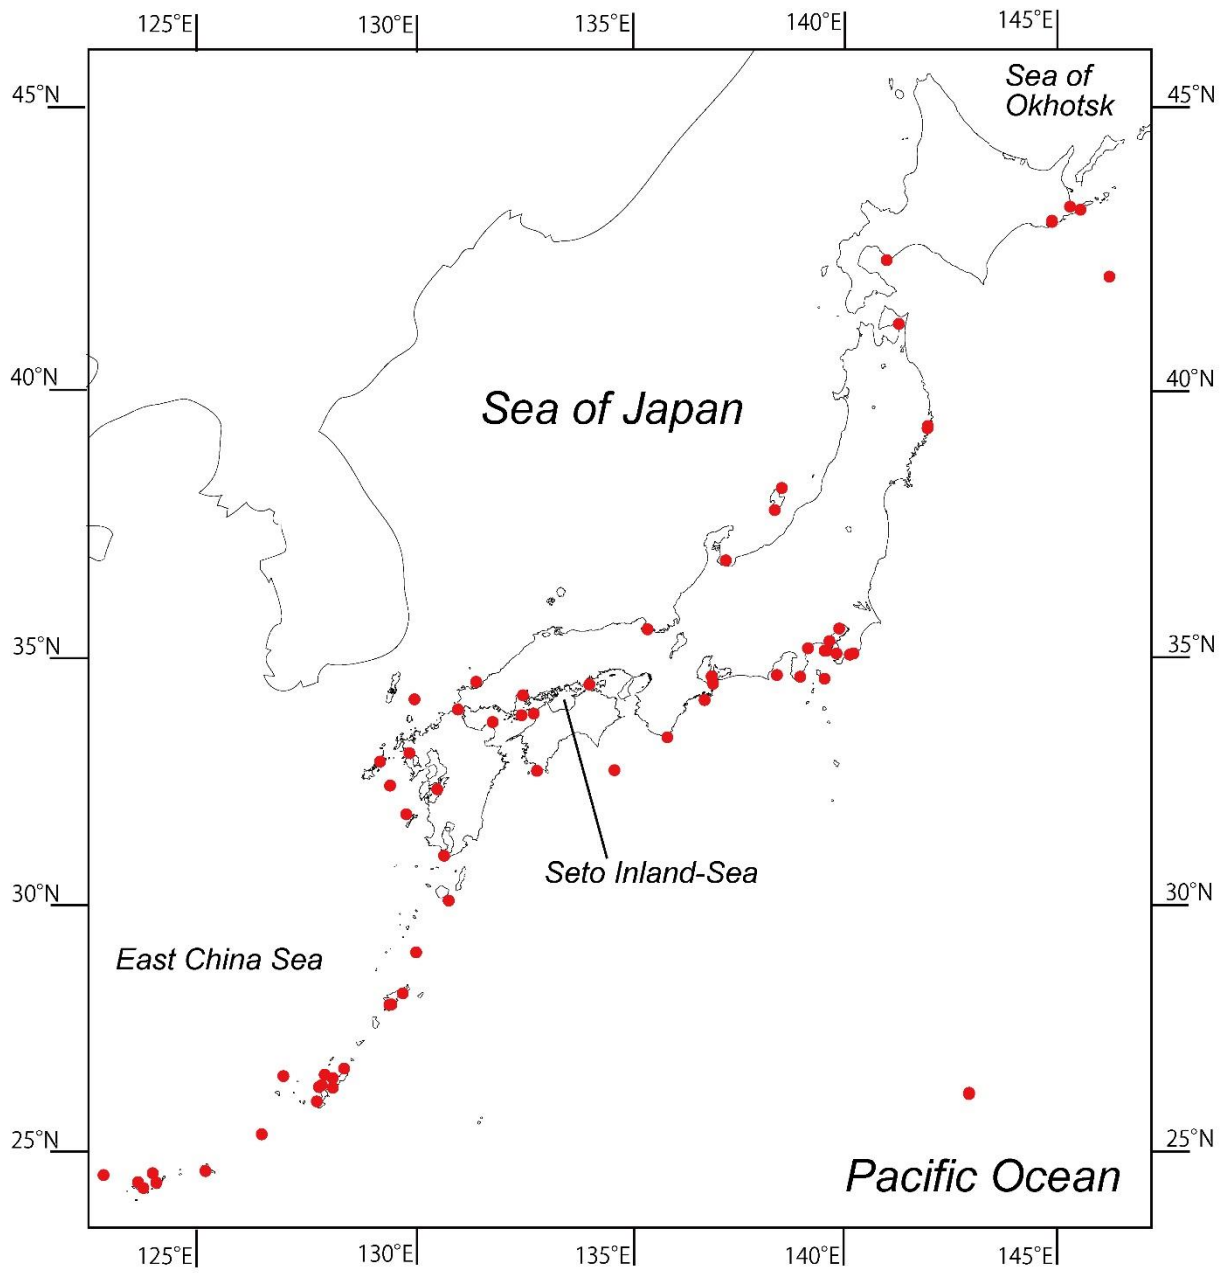 125°E 130°E 135°E 140°E 145°E
Sea of
Okhotsk
45°N 45°N
40°N 40°N
Sea of Japan
35°N 35°N
Seto Inland-Sea
30°N 30°N
East China Sea
25°N 25°N
Pacific Ocean
125°E 130°E 135°E 140°E 145°E